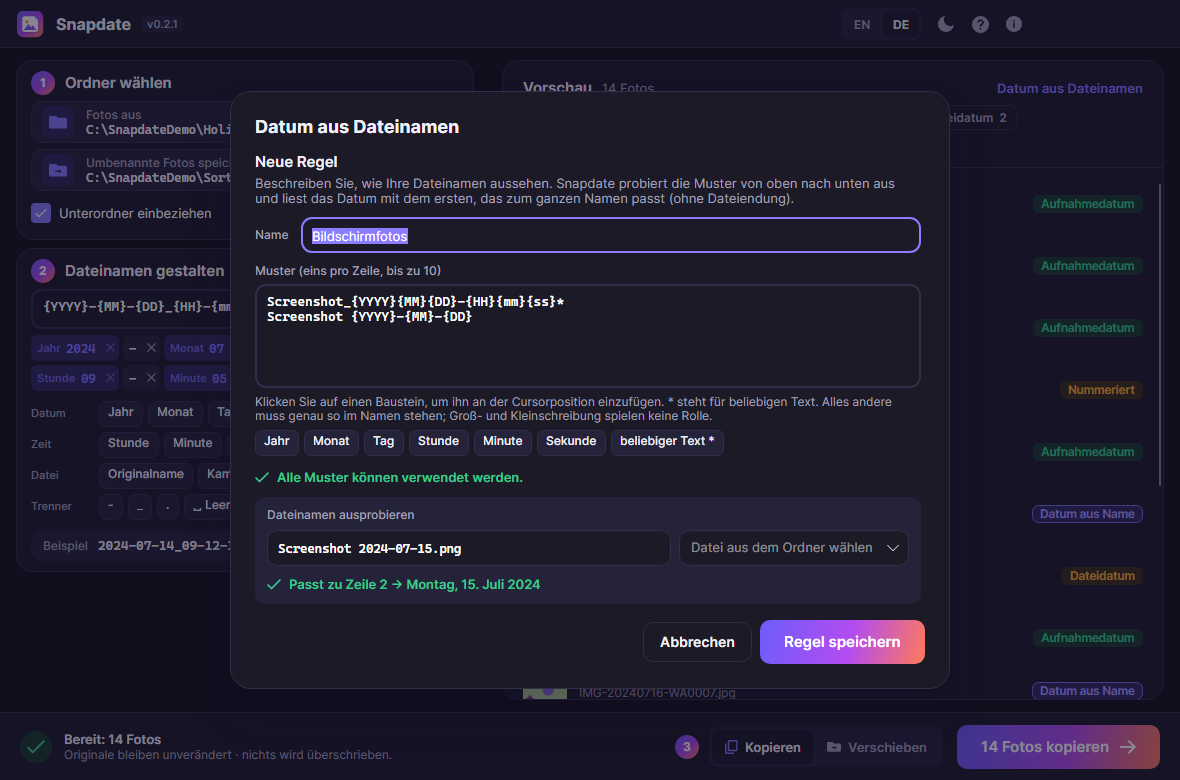 Snapdate v0.2.1
EN DE
1 Ordner wählen
Fotos aus
C:\SnapdateDemo\Holi
Umbenannte Fotos speic
C:\SnapdateDemo\Sort
Unterordner einbeziehen
2 Dateinamen gestalten
{YYYY}-{MM}-{DD}_{HH}-{mm
Jahr 2024 × - × Monat 07
Stunde 09 × - × Minute 05
Datum Jahr Monat Ta
Zeit Stunde Minute
Datei Originalname Kam
Trenner - _ . ␣ Leer
Beispiel 2024-07-14_09-12-3
Vorschau 14 Fotos
Datum aus Dateinamen
eidatum 2
Datum aus Dateinamen
Neue Regel
Beschreiben Sie, wie Ihre Dateinamen aussehen. Snapdate probiert die Muster von oben nach unten aus
und liest das Datum mit dem ersten, das zum ganzen Namen passt (ohne Dateiendung).
Name Bildschirmfotos
Muster (eins pro Zeile, bis zu 10)
Screenshot_{YYYY}{MM}{DD}-{HH}{mm}{ss}*
Screenshot {YYYY}-{MM}-{DD}
Klicken Sie auf einen Baustein, um ihn an der Cursorposition einzufügen. * steht für beliebigen Text. Alles andere
muss genau so im Namen stehen; Groß- und Kleinschreibung spielen keine Rolle.
Jahr Monat Tag Stunde Minute Sekunde beliebiger Text *
Alle Muster können verwendet werden.
Dateinamen ausprobieren
Screenshot 2024-07-15.png
Datei aus dem Ordner wählen
Passt zu Zeile 2 → Montag, 15. Juli 2024
Abbrechen Regel speichern
Aufnahmedatum
Aufnahmedatum
Aufnahmedatum
Nummeriert
Aufnahmedatum
Datum aus Name
Dateidatum
Aufnahmedatum
IMG-20240716-WA0007.jpg
Datum aus Name
Bereit: 14 Fotos
Originale bleiben unverändert · nichts wird überschrieben.
3 Kopieren Verschieben
14 Fotos kopieren →